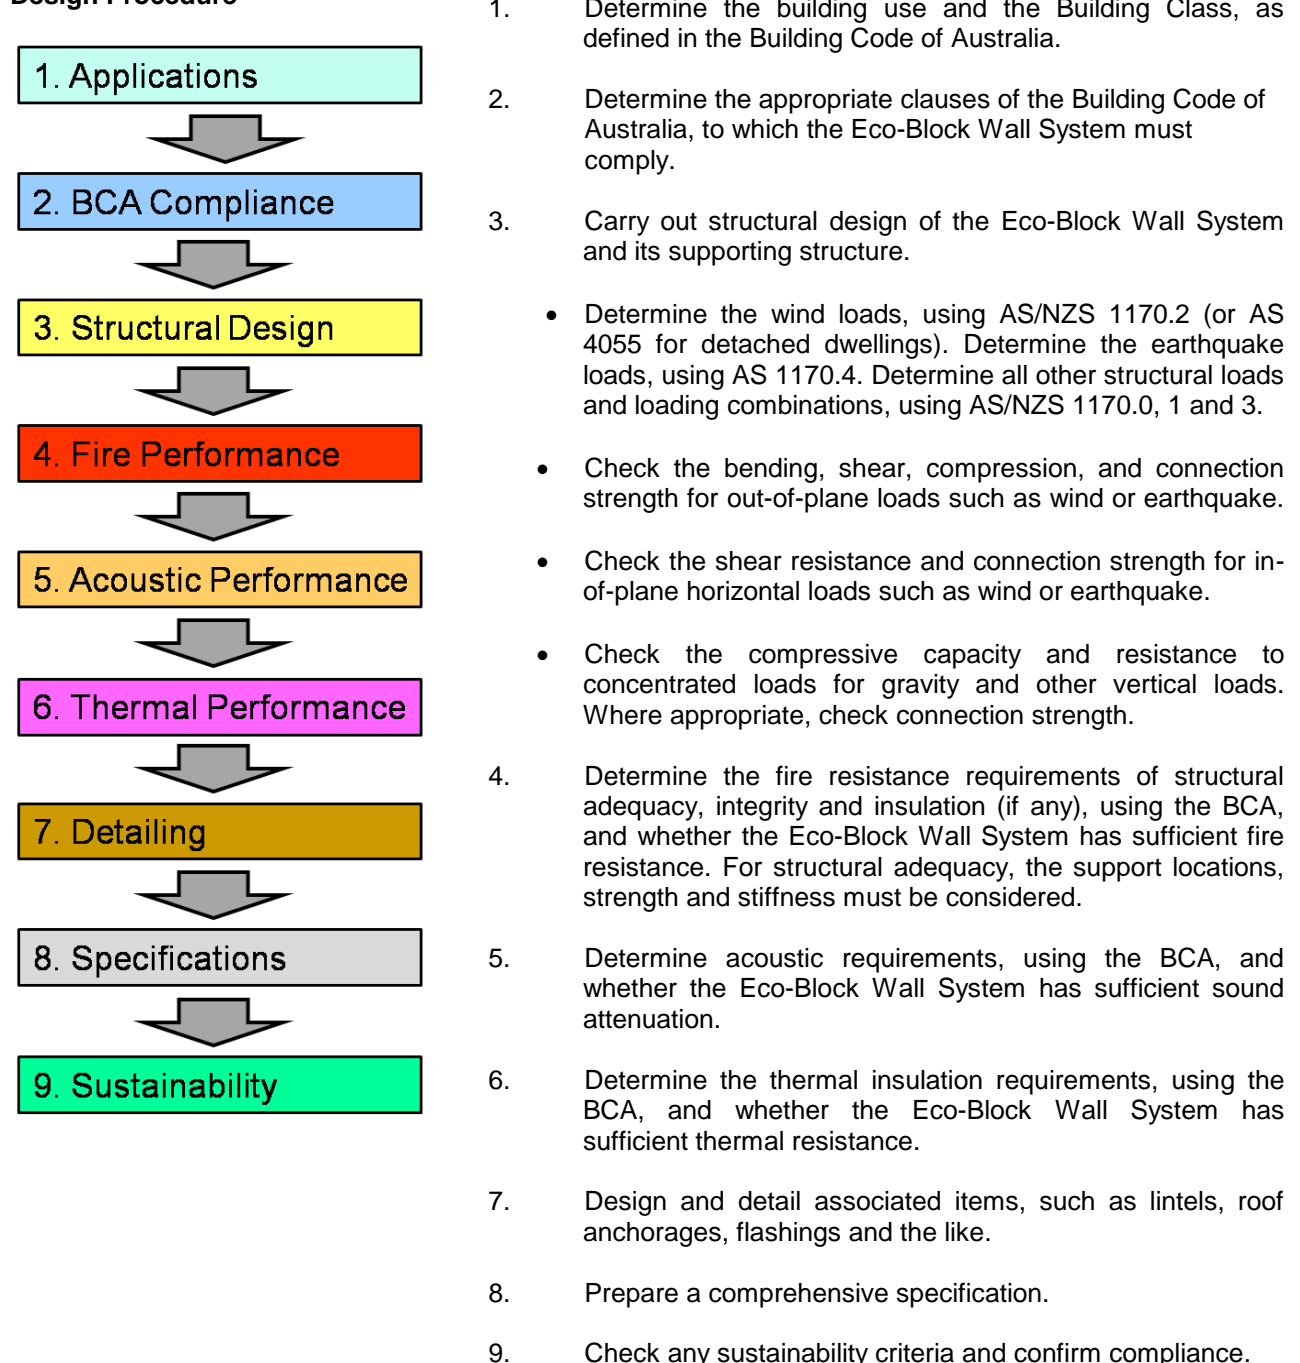 Design Procedure
1. Applications
2. BCA Compliance
3. Structural Design
4. Fire Performance
5. Acoustic Performance
6. Thermal Performance
7. Detailing
8. Specifications
9. Sustainability
1. Determine the building use and the Building Class, as
defined in the Building Code of Australia.
2. Determine the appropriate clauses of the Building Code of
Australia, to which the Eco-Block Wall System must
comply.
3. Carry out structural design of the Eco-Block Wall System
and its supporting structure.
• Determine the wind loads, using AS/NZS 1170.2 (or AS
4055 for detached dwellings). Determine the earthquake
loads, using AS 1170.4. Determine all other structural loads
and loading combinations, using AS/NZS 1170.0, 1 and 3.
• Check the bending, shear, compression, and connection
strength for out-of-plane loads such as wind or earthquake.
• Check the shear resistance and connection strength for in-
of-plane horizontal loads such as wind or earthquake.
• Check the compressive capacity and resistance to
concentrated loads for gravity and other vertical loads.
Where appropriate, check connection strength.
4. Determine the fire resistance requirements of structural
adequacy, integrity and insulation (if any), using the BCA,
and whether the Eco-Block Wall System has sufficient fire
resistance. For structural adequacy, the support locations,
strength and stiffness must be considered.
5. Determine acoustic requirements, using the BCA, and
whether the Eco-Block Wall System has sufficient sound
attenuation.
6. Determine the thermal insulation requirements, using the
BCA, and whether the Eco-Block Wall System has
sufficient thermal resistance.
7. Design and detail associated items, such as lintels, roof
anchorages, flashings and the like.
8. Prepare a comprehensive specification.
9. Check any sustainability criteria and confirm compliance.